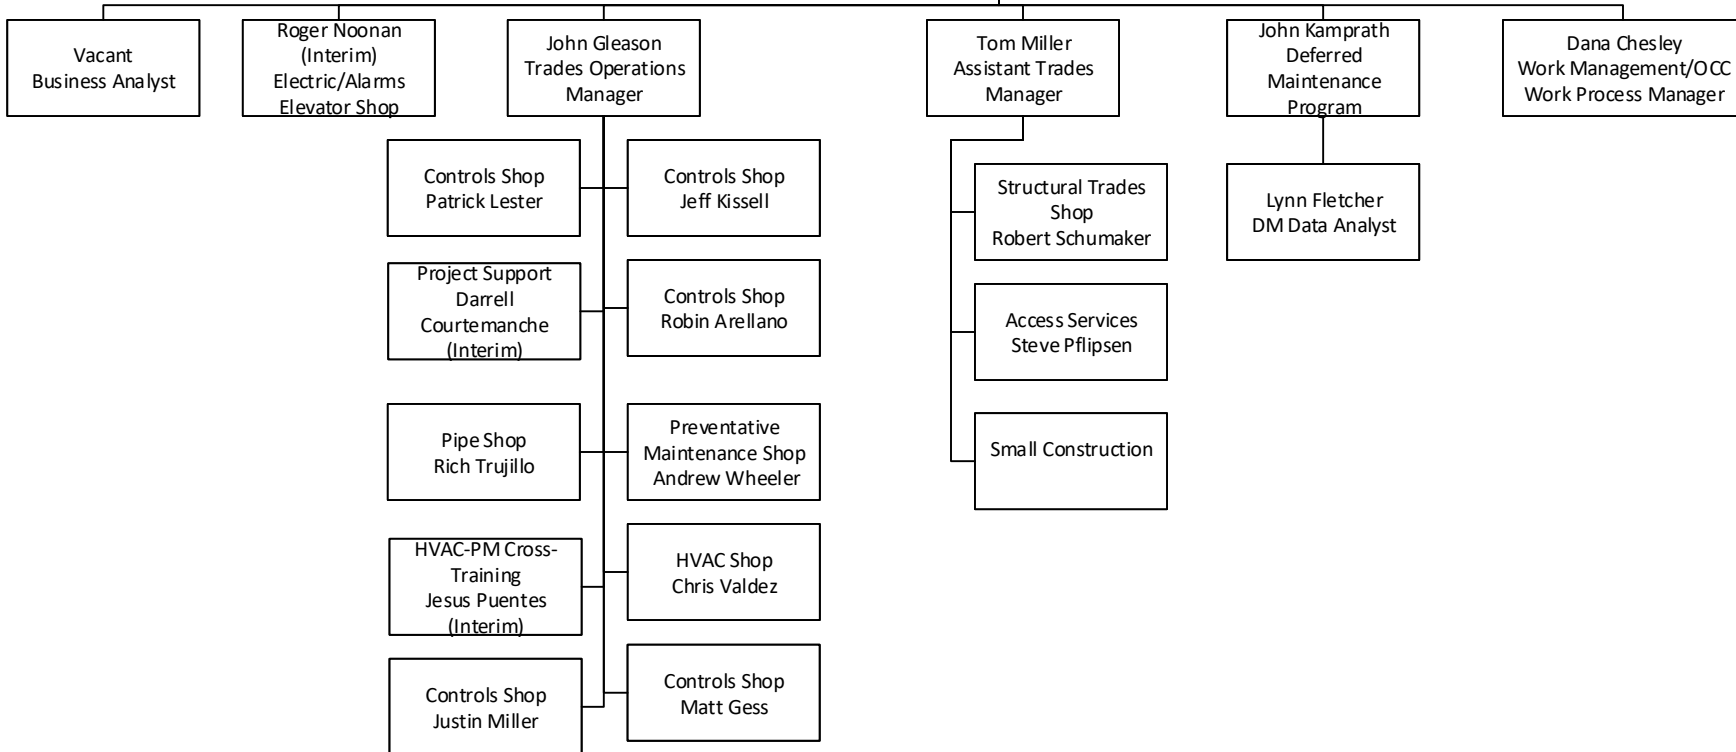 Vacant
Business Analyst
Roger Noonan
(Interim)
Electric/Alarms
Elevator Shop
John Gleason
Trades Operations
Manager
Tom Miller
Assistant Trades
Manager
John Kamprath
Deferred
Maintenance
Program
Dana Chesley
Work Management/OCC
Work Process Manager
Controls Shop
Patrick Lester
Controls Shop
Jeff Kissell
Project Support
Darrell
Courtemanche
(Interim)
Controls Shop
Robin Arellano
Pipe Shop
Rich Trujillo
Preventative
Maintenance Shop
Andrew Wheeler
HVAC-PM Cross-
Training
Jesus Puentes
(Interim)
HVAC Shop
Chris Valdez
Controls Shop
Justin Miller
Controls Shop
Matt Gess
Structural Trades
Shop
Robert Schumaker
Access Services
Steve Pflipsen
Small Construction
Lynn Fletcher
DM Data Analyst